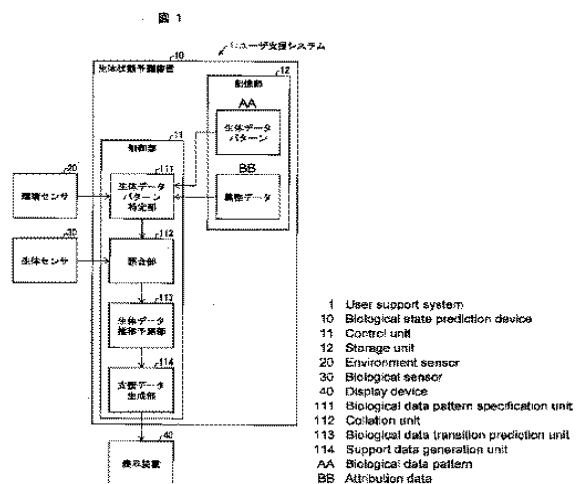 図 1
1:ユーザ支援システム
10
生体状態予測装置
12
記憶部
AA
生体データ
パターン
BB
属性データ
11
制御部
111
生体データ
パターン
特定部
20
環境センサ
30
生体センサ
112
照合部
113
生体データ
推移予測部
114
支援データ
生成部
40
提示装置
1 User support system
10 Biological state prediction device
11 Control unit
12 Storage unit
20 Environment sensor
30 Biological sensor
40 Display device
111 Biological data pattern specification unit
112 Collation unit
113 Biological data transition prediction unit
114 Support data generation unit
AA Biological data pattern
BB Attribution data